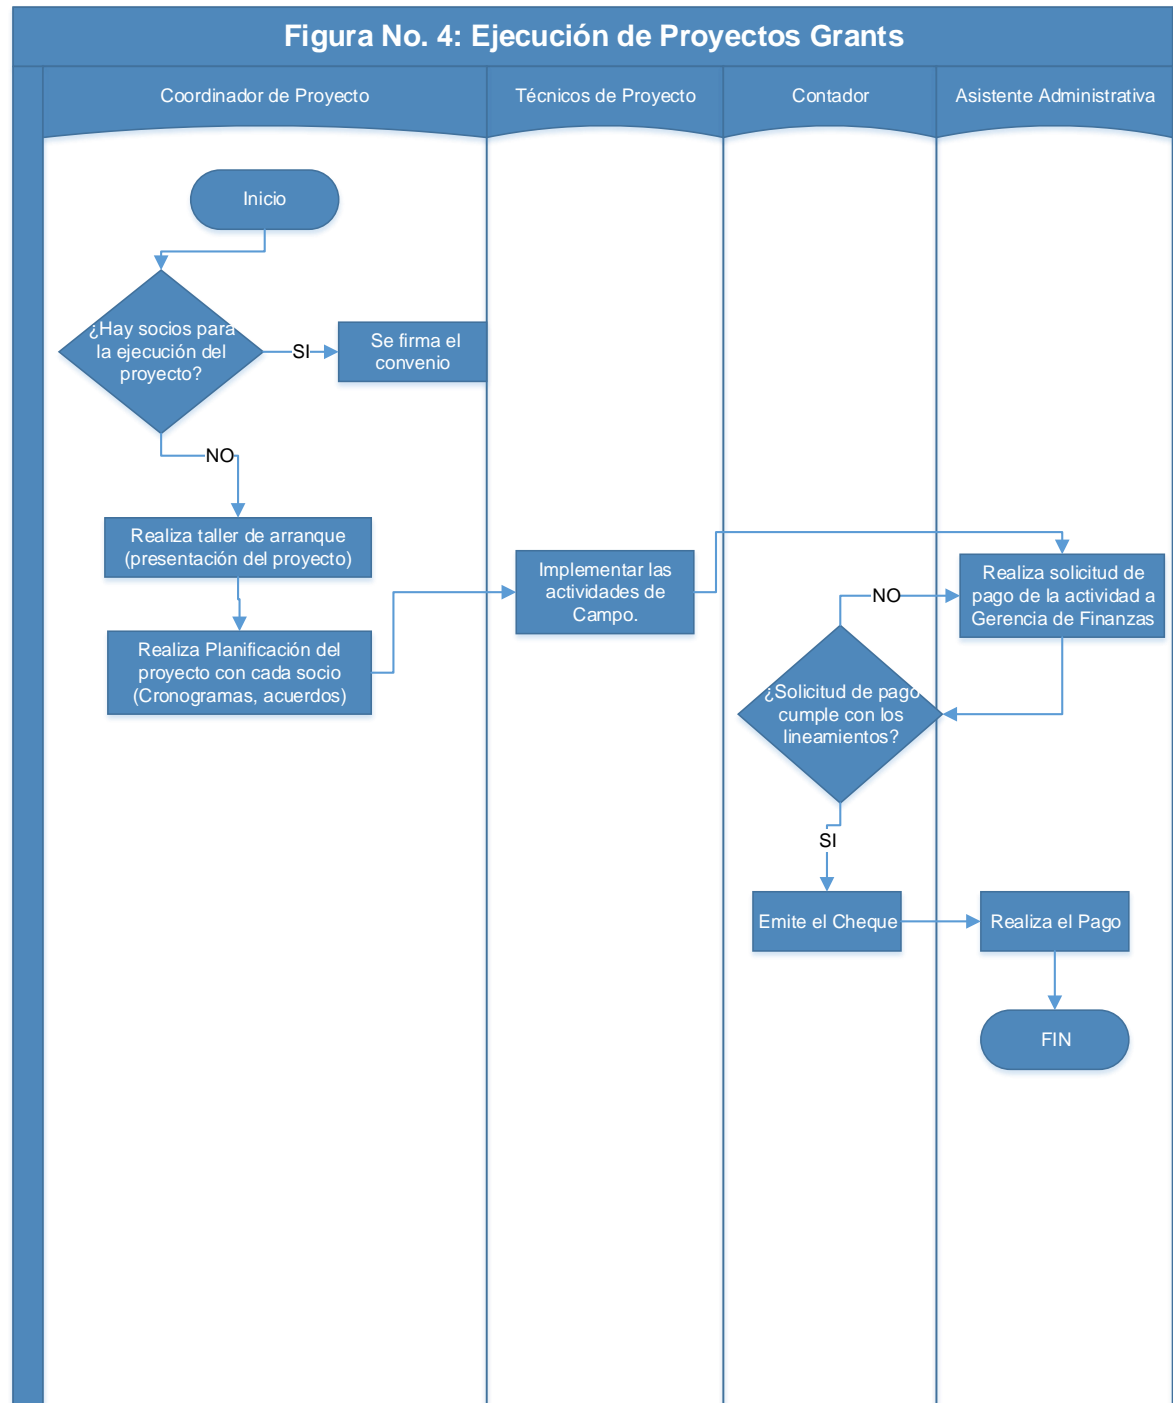 Figura No. 4: Ejecución de Proyectos Grants
Coordinador de Proyecto
Técnicos de Proyecto
Contador
Asistente Administrativa
Inicio
¿Hay socios para
la ejecución del
proyecto?
SI
Se firma el
convenio
NO
Realiza taller de arranque
(presentación del proyecto)
Realiza Planificación del
proyecto con cada socio
(Cronogramas, acuerdos)
Implementar las
actividades de
Campo.
Realiza solicitud de
pago de la actividad a
Gerencia de Finanzas
NO
¿Solicitud de pago
cumple con los
lineamientos?
SI
Emite el Cheque
Realiza el Pago
FIN